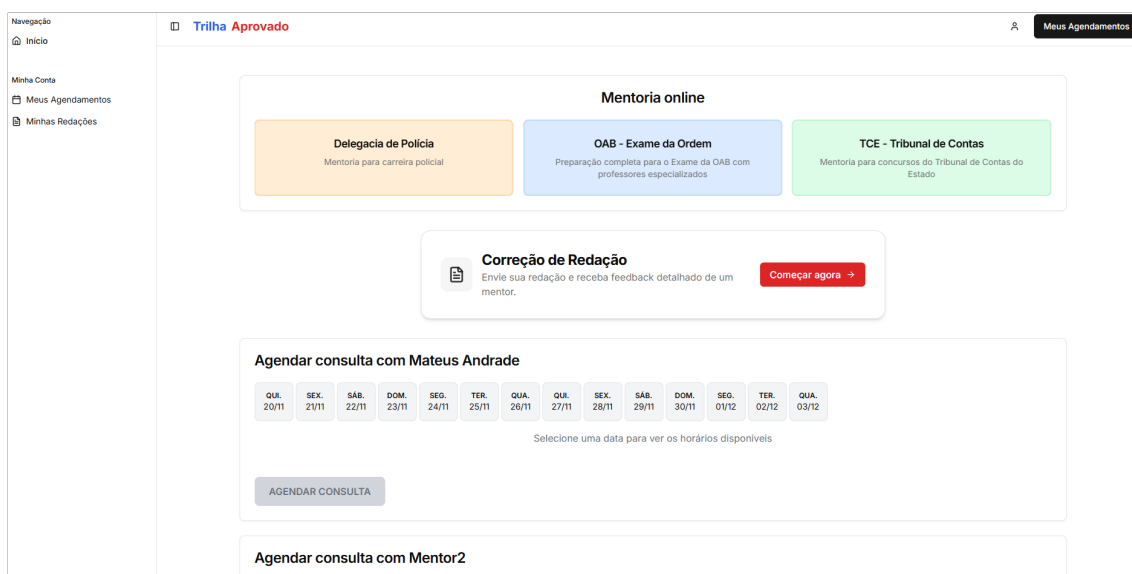 Navegação
Início
Minha Conta
Meus Agendamentos
Minhas Redações
Trilha Aprovado
Meus Agendamentos
Mentoria online
Delegacia de Polícia
Mentoria para carreira policial
OAB - Exame da Ordem
Preparação completa para o Exame da OAB com
professores especializados
TCE - Tribunal de Contas
Mentoria para concursos do Tribunal de Contas do
Estado
Correção de Redação
Envie sua redação e receba feedback detalhado de um
mentor.
Começar agora →
Agendar consulta com Mateus Andrade
QUI. SEX. SÁB. DOM. SEG. TER. QUA. QUI. SEX. SÁB. DOM. SEG. TER. QUA.
20/11 21/11 22/11 23/11 24/11 25/11 26/11 27/11 28/11 29/11 30/11 01/12 02/12 03/12
Selecione uma data para ver os horários disponiveis
AGENDAR CONSULTA
Agendar consulta com Mentor2